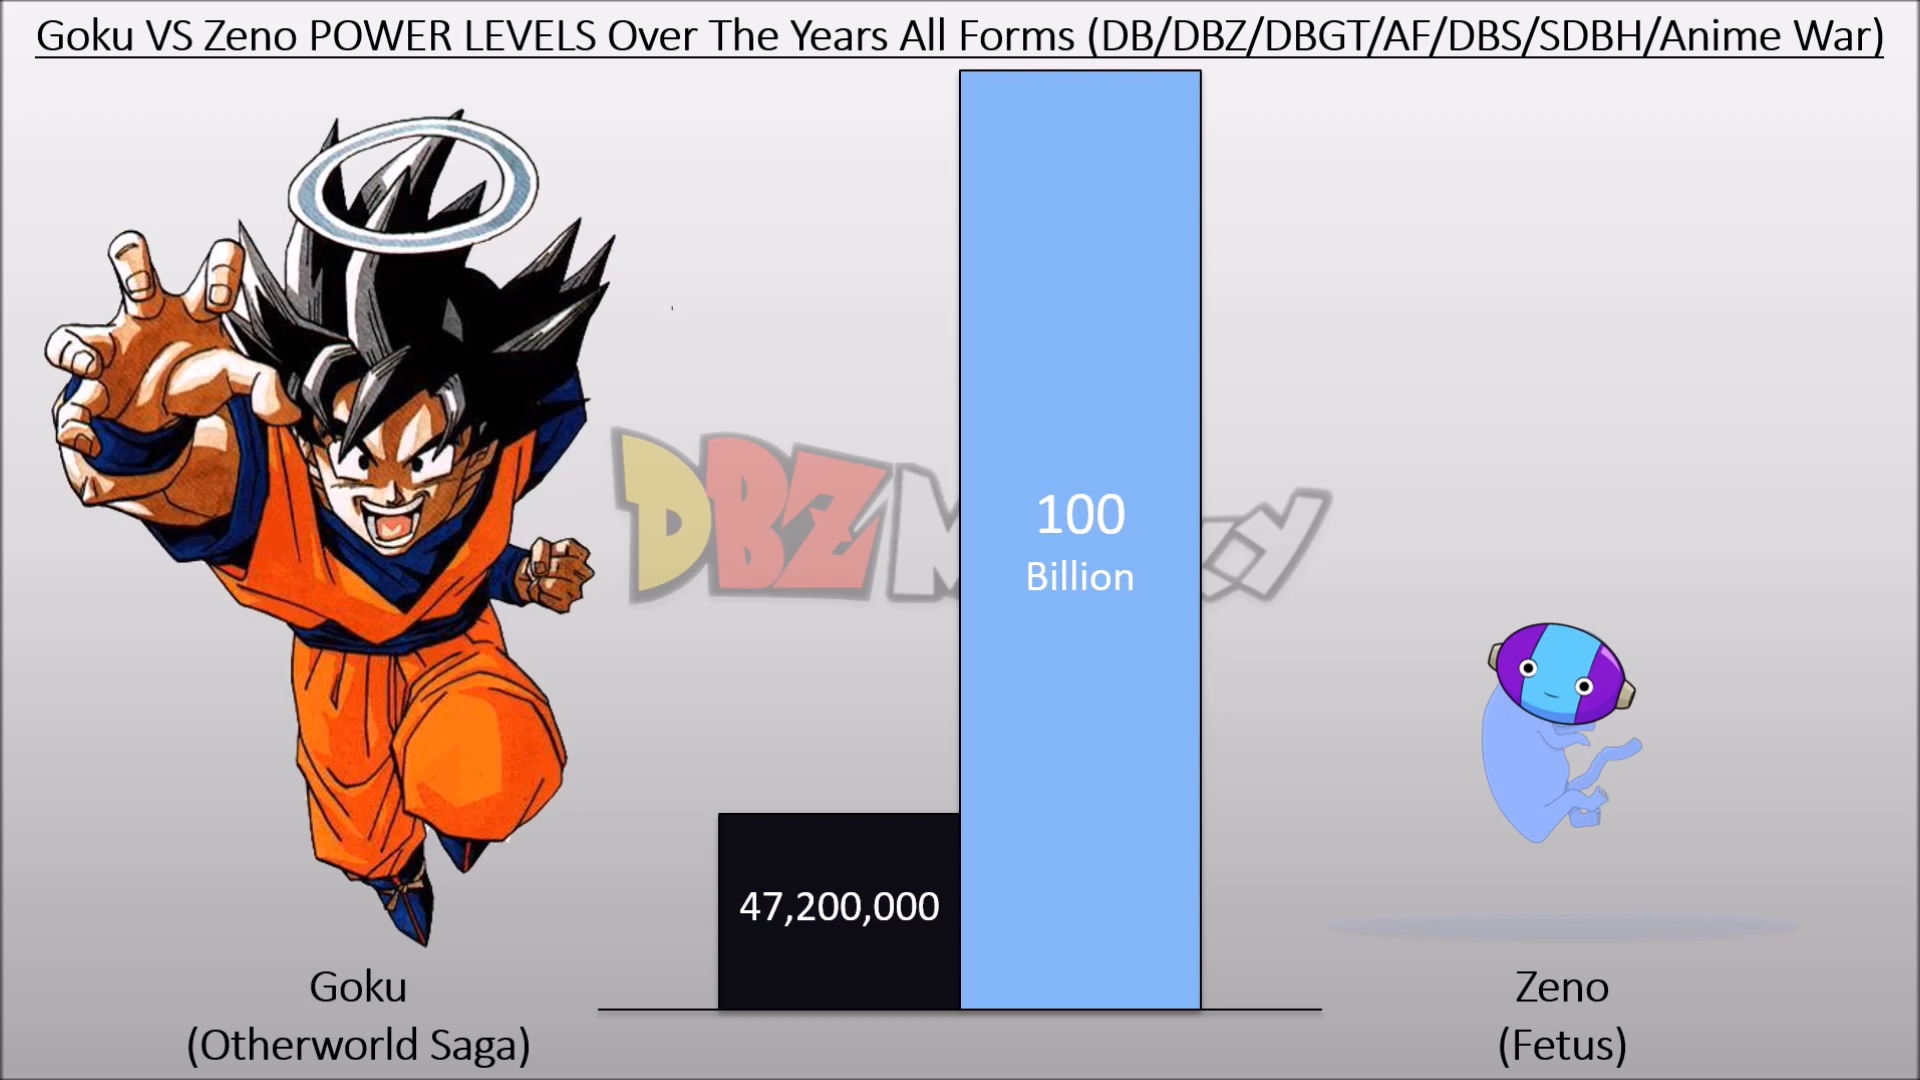 Goku VS Zeno POWER LEVELS Over The Years All Forms (DB/DBZ/DBGT/AF/DBS/SDBH/Anime War)
DBZ
100
Billion
47,200,000
Goku
(Otherworld Saga)
Zeno
(Fetus)